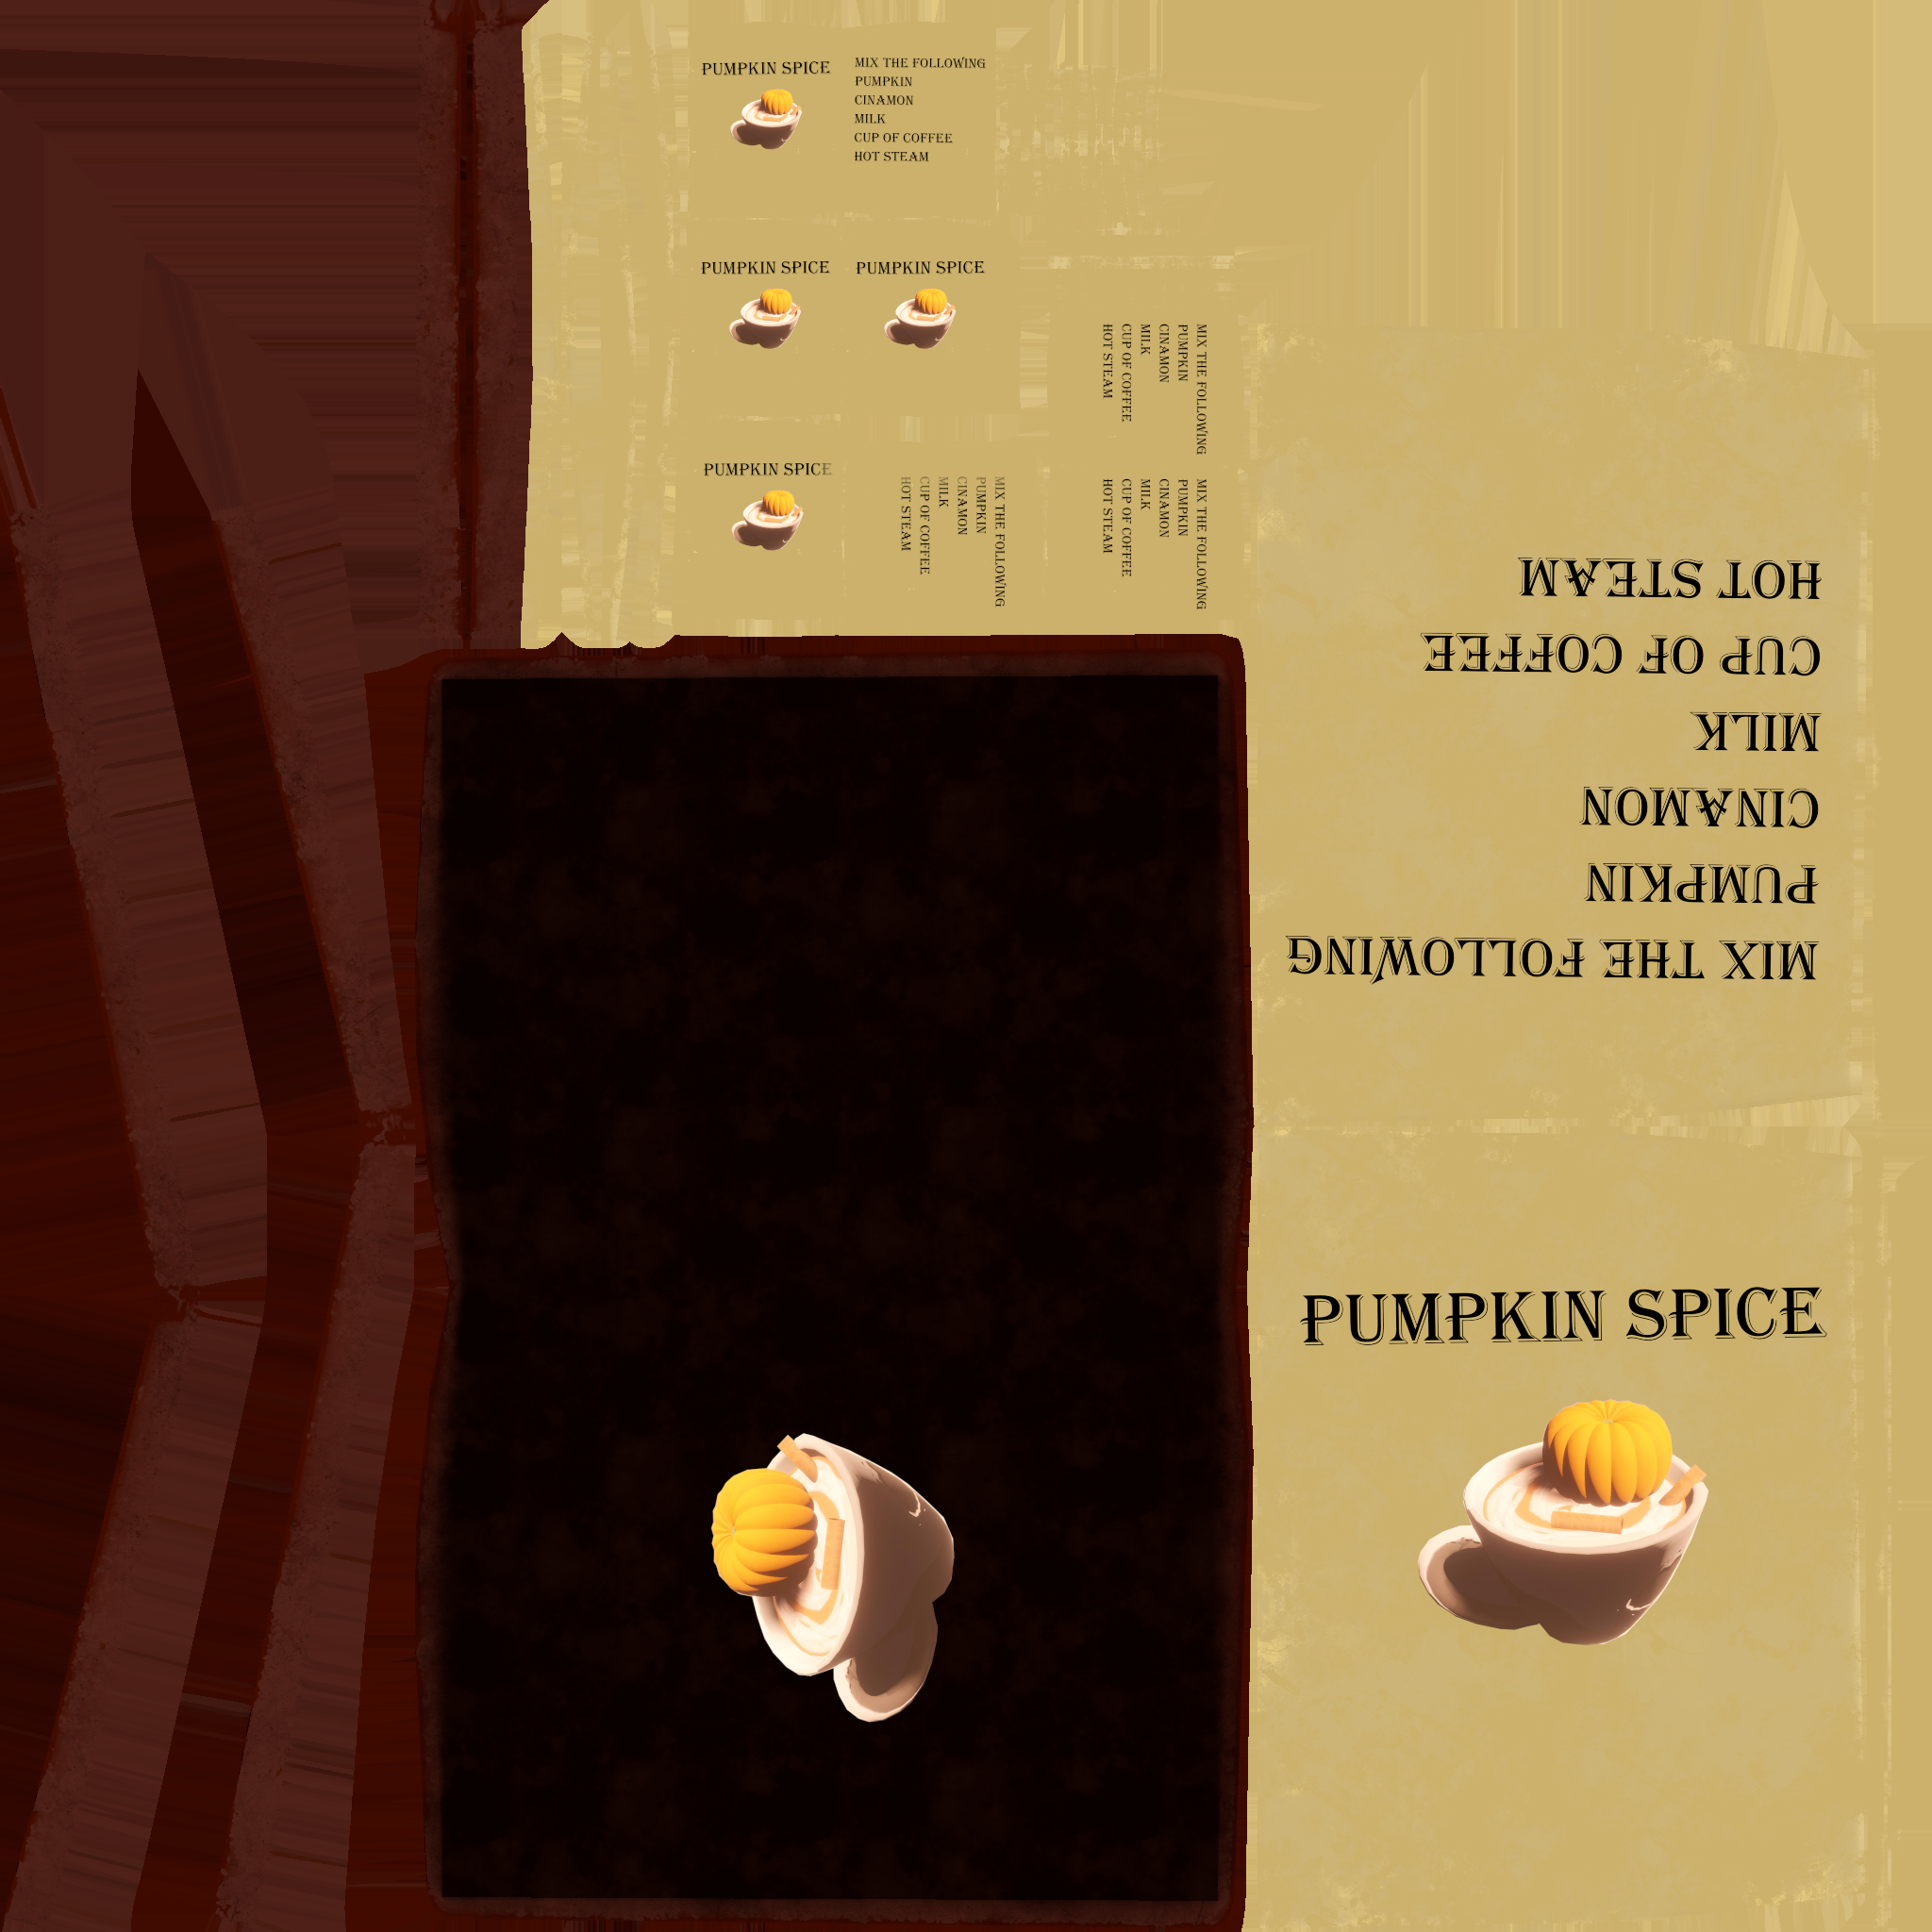 PUMPKIN SPICE
MIX THE FOLLOWING
PUMPKIN
CINAMON
MILK
CUP OF COFFEE
HOT STEAM
PUMPKIN SPICE
PUMPKIN SPICE
MIX THE FOLLOWING
PUMPKIN
CINAMON
MILK
CUP OF COFFEE
HOT STEAM
PUMPKIN SPICE
MIX THE FOLLOWING
PUMPKIN
CINAMON
MILK
CUP OF COFFEE
HOT STEAM
MIX THE FOLLOWING
PUMPKIN
CINAMON
MILK
CUP OF COFFEE
HOT STEAM
MIX THE FOLLOWING
PUMPKIN
CINAMON
MILK
CUP OF COFFEE
HOT STEAM
PUMPKIN SPICE